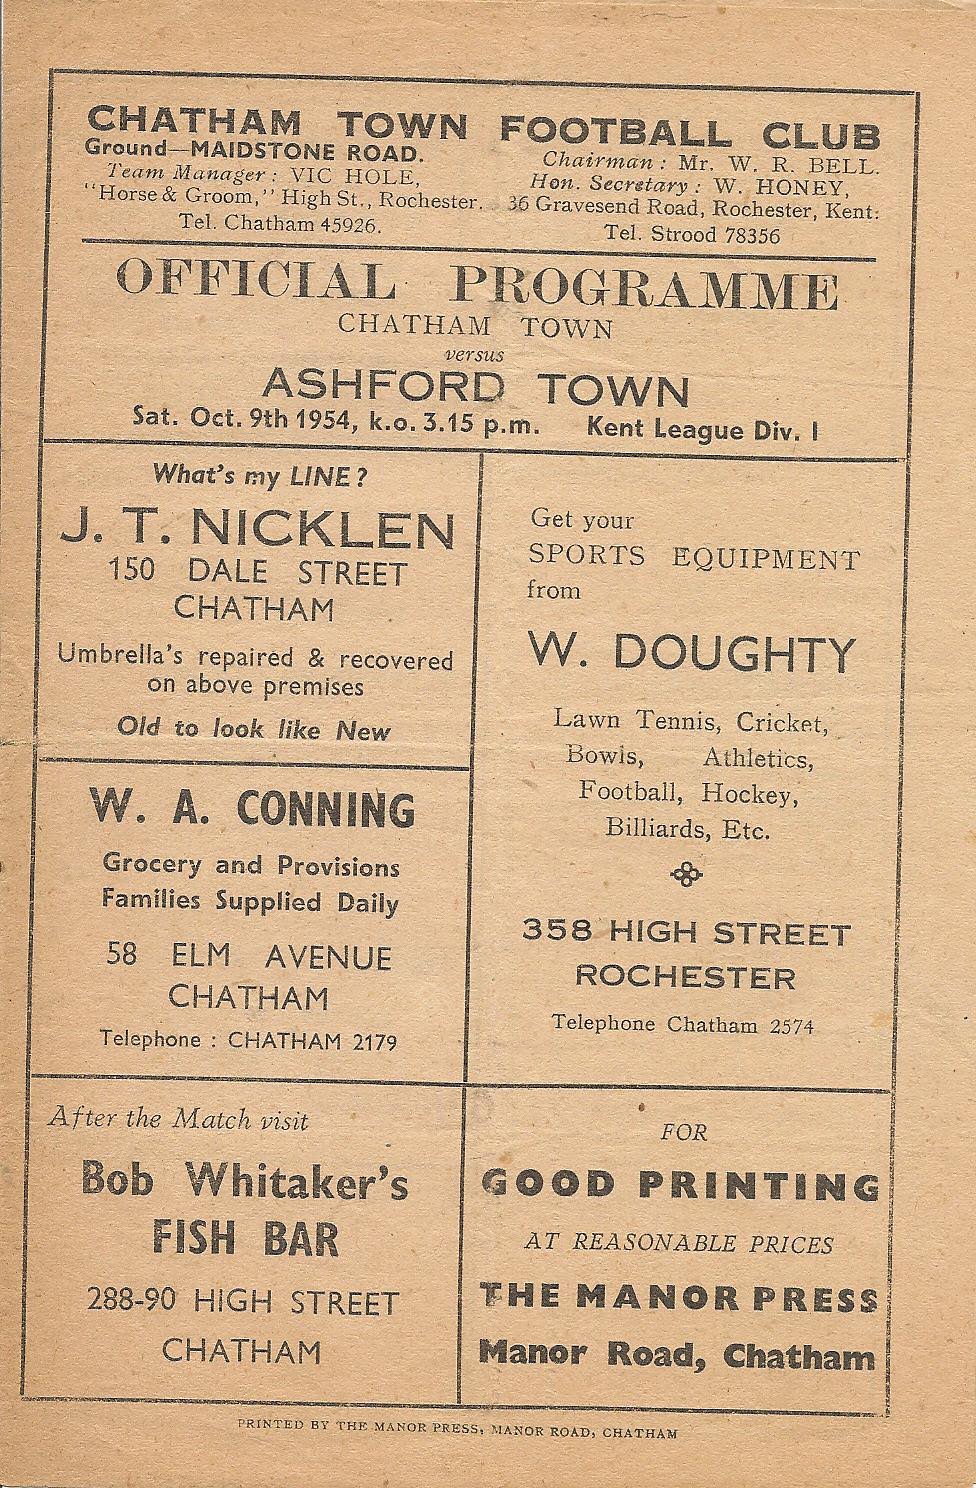 CHATHAM TOWN FOOTBALL CLUB
Ground—MAIDSTONE ROAD.
Team Manager: VIC HOLE,
"Horse & Groom," High St., Rochester.
Tel. Chatham 45926.
Chairman: Mr. W. R. BELL.
Hon. Secretary: W. HONEY,
36 Gravesend Road, Rochester, Kent:
Tel. Strood 78356
OFFICIAL PROGRAMME
CHATHAM TOWN
versus
ASHFORD TOWN
Sat. Oct. 9th 1954, k.o. 3.15 p.m. Kent League Div. I
What's my LINE?
J. T. NICKLEN
150 DALE STREET
CHATHAM
Umbrella's repaired & recovered
on above premises
Old to look like New
W. A. CONNING
Grocery and Provisions
Families Supplied Daily
58 ELM AVENUE
CHATHAM
Telephone : CHATHAM 2179
Get your
SPORTS EQUIPMENT
from
W. DOUGHTY
Lawn Tennis, Cricket,
Bowls, Athletics,
Football, Hockey,
Billiards, Etc.
358 HIGH STREET
ROCHESTER
Telephone Chatham 2574
After the Match visit
Bob Whitaker's
FISH BAR
288-90 HIGH STREET
CHATHAM
FOR
GOOD PRINTING
AT REASONABLE PRICES
THE MANOR PRESS
Manor Road, Chatham
PRINTED BY THE MANOR PRESS, MANOR ROAD, CHATHAM